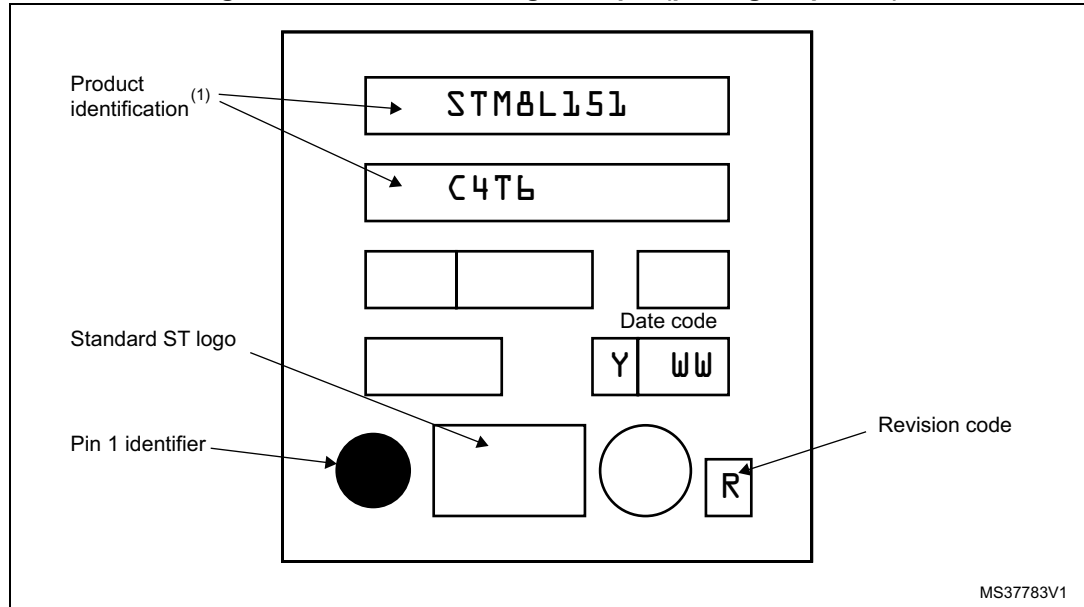 Product
identification (1)
STM8L151
C4T6
Date code
Standard ST logo
Y WW
Pin 1 identifier
Revision code
R
MS37783V1